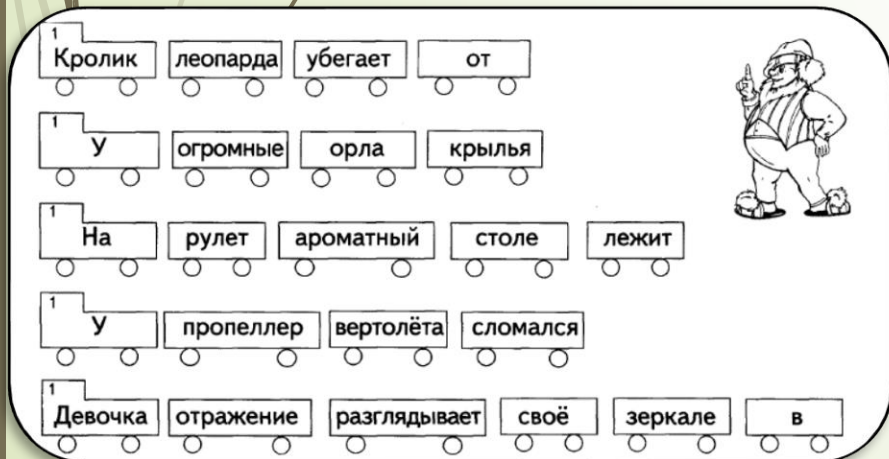 1
Кролик леопарда убегает от
1
У огромные орла крылья
1
На рулет ароматный столе лежит
1
У пропеллер вертолёта сломался
1
Девочка отражение разглядывает своё зеркале в